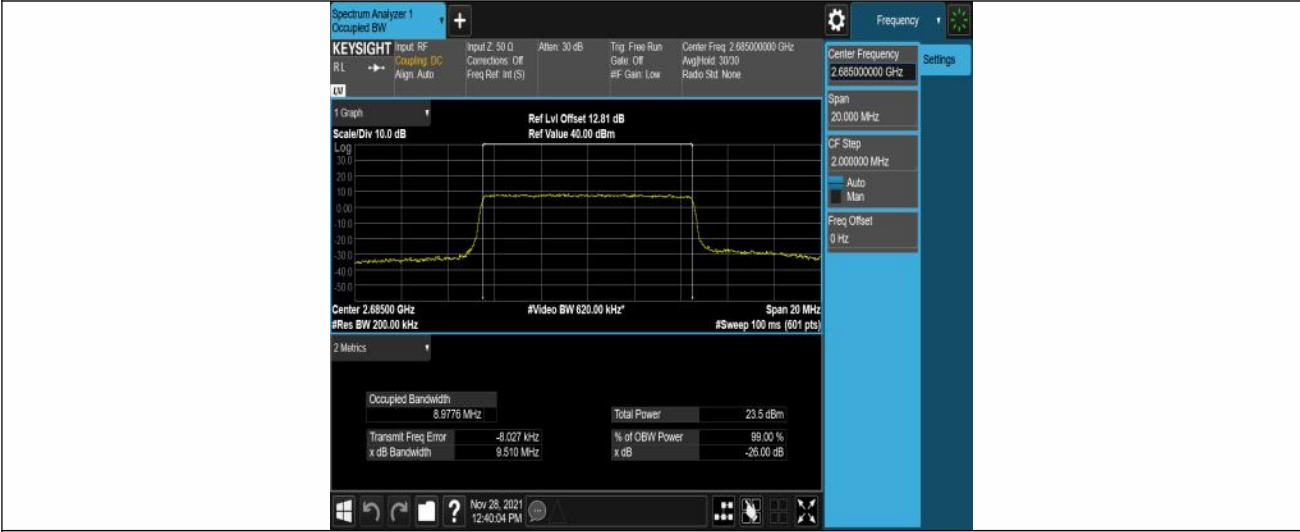 Spectrum Analyzer 1
Occupied BW
+
Frequency
KEYSIGHT
RL
Input: RF
Coupling: DC
Align: Auto
Input Z: 50 Ω
Corrections: Off
Freq Ref: Int (S)
Atten: 30 dB
Trig: Free Run
Gate: Off
#IF Gain: Low
Center Freq: 2.685000000 GHz
Avg|Hold: 30/30
Radio Std: None
Center Frequency
2.685000000 GHz
Settings
Span
20.000 MHz
CF Step
2.000000 MHz
Auto
Man
Freq Offset
0 Hz
1 Graph
Scale/Div 10.0 dB
Ref Lvl Offset 12.81 dB
Ref Value 40.00 dBm
Log
30.0
20.0
10.0
0.00
-10.0
-20.0
-30.0
-40.0
-50.0
Center 2.68500 GHz
#Video BW 620.00 kHz*
Span 20 MHz
#Res BW 200.00 kHz
#Sweep 100 ms (601 pts)
2 Metrics
Occupied Bandwidth
8.9776 MHz
Total Power 23.5 dBm
Transmit Freq Error -8.027 kHz
% of OBW Power 99.00 %
x dB Bandwidth 9.510 MHz
x dB -26.00 dB
?
Nov 28, 2021
12:40:04 PM